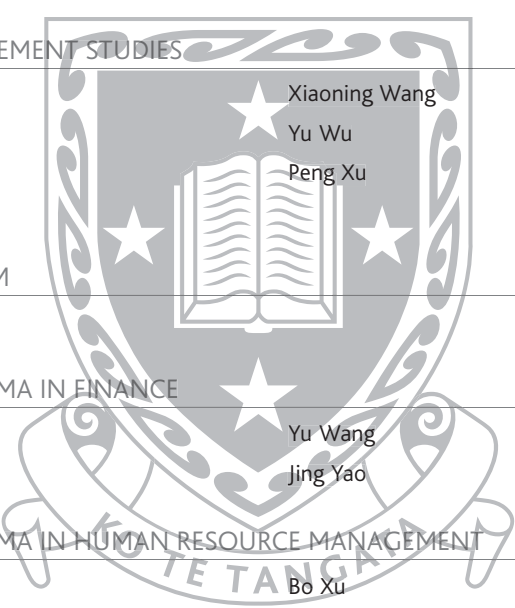 EMENT STUDIES
Xiaoning Wang
Yu Wu
Peng Xu
M
MA IN FINANCE
Yu Wang
Jing Yao
MA IN HUMAN RESOURCE MANAGEMENT
Bo Xu
KO TE TANGATA